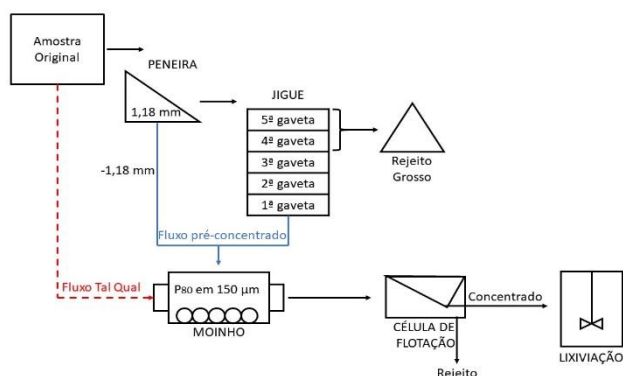 Amostra
Original
PENEIRA
1,18 mm
-1,18 mm
JIGUE
5ª gaveta
4ª gaveta
3ª gaveta
2ª gaveta
1ª gaveta
Rejeito
Grosso
Fluxo pré-concentrado
Fluxo Tal Qual
P80 em 150 µm
MOINHO
Concentrado
CÉLULA DE
FLOTAÇÃO
Rejeito
LIXIVIAÇÃO